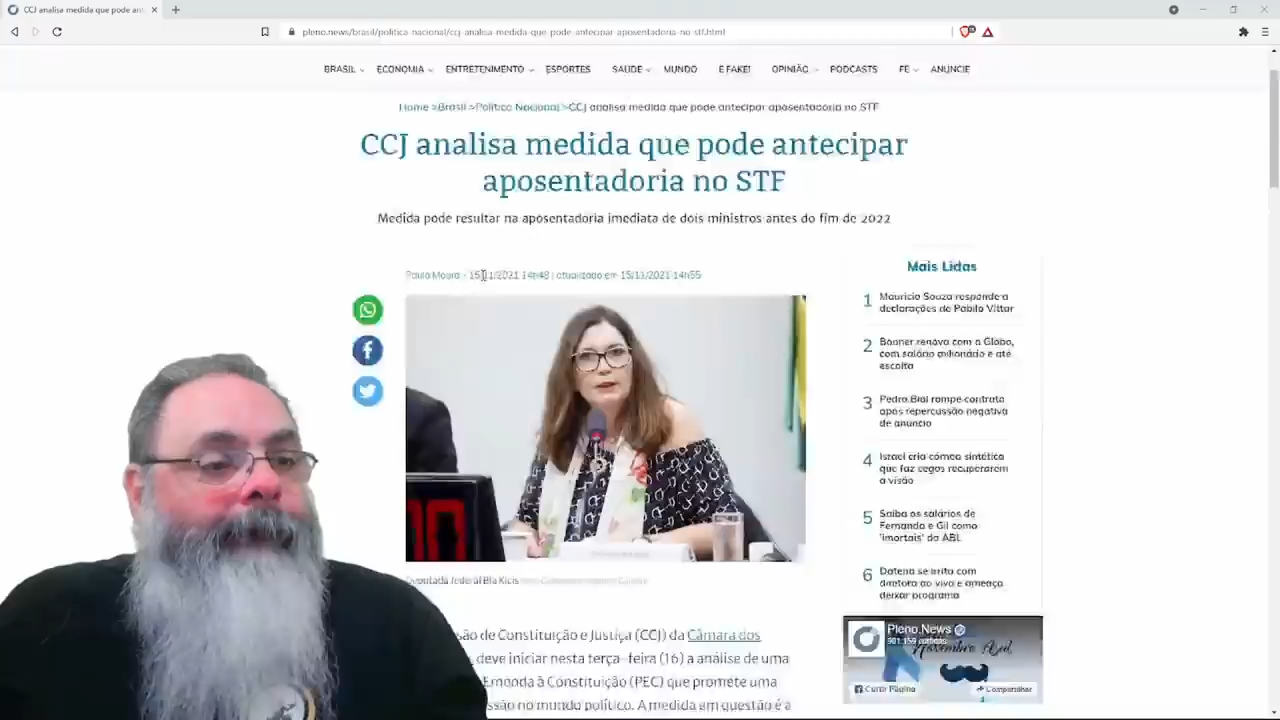 CCJ analisa medida que pode ant
pleno.news/brasil/politica-nacional/ccj-analisa-medida-que-pode-antecipar-aposentadoria-no-stf.html
BRASIL ECONOMIA ENTRETENIMENTO ESPORTES SAÚDE MUNDO É FAKE! OPINIÃO PODCASTS FÉ ANUNCIE
Home >Brasil >Política Nacional >CCJ analisa medida que pode antecipar aposentadoria no STF
CCJ analisa medida que pode antecipar
aposentadoria no STF
Medida pode resultar na aposentadoria imediata de dois ministros antes do fim de 2022
Paulo Moura - 15/11/2021 14h48 | atualizado em 15/11/2021 14h55
Deputada federal Bia Kicis
são de Constituição e Justiça (CCJ) da Câmara dos
deve iniciar nesta terça-feira (16) a análise de uma
Emenda à Constituição (PEC) que promete uma
ssão no mundo político. A medida em questão é a
Mais Lidas
1 Maurício Souza responde a
declarações de Pabllo Vittar
2 Bonner renova com a Globo,
com salário milionário e até
escolta
3 Pedro Bial rompe contrato
após repercussão negativa
de anúncio
4 Israel cria córnea sintética
que faz cegos recuperarem
a visão
5 Saiba os salários de
Fernanda e Gil como
'imortais' da ABL
6 Datena se irrita com
diretora ao vivo e ameaça
deixar programa
Pleno.News
901.159 curtidas
Novembro Azul
Curtir Página
Compartilhar